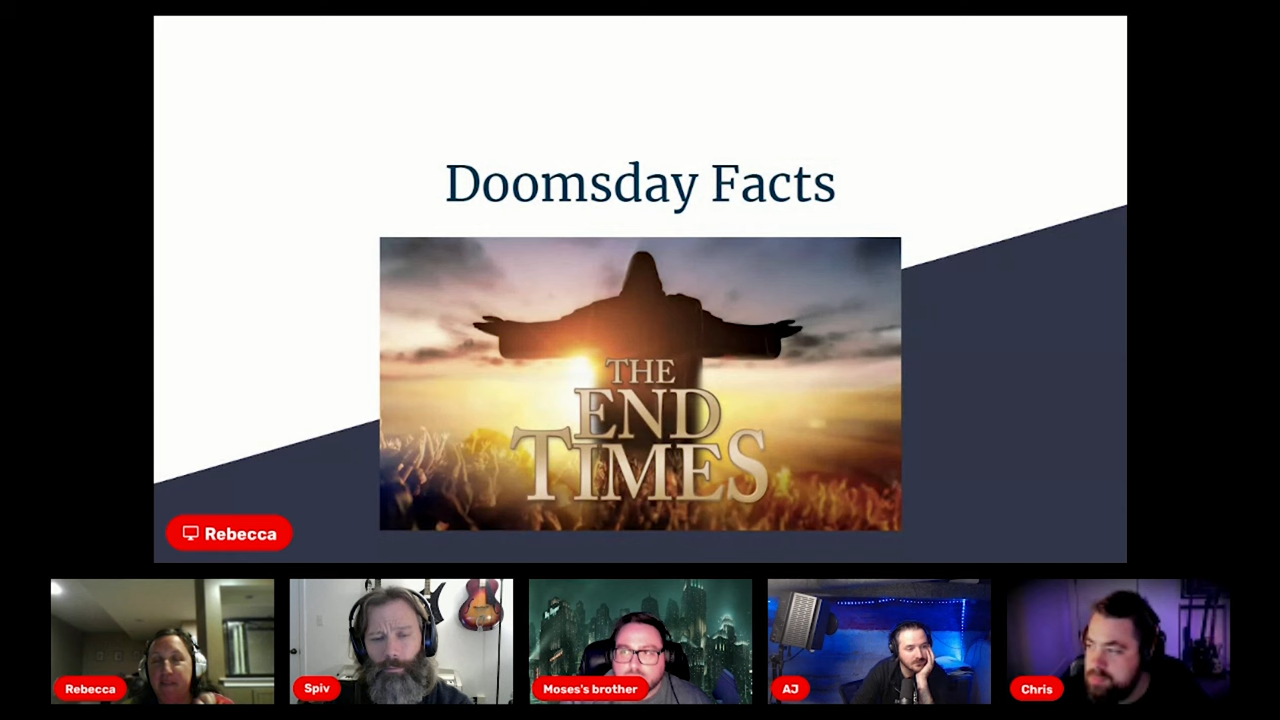 Doomsday Facts
THE
END
TIMES
Rebecca
Rebecca
Spiv
Moses's brother
AJ
Chris